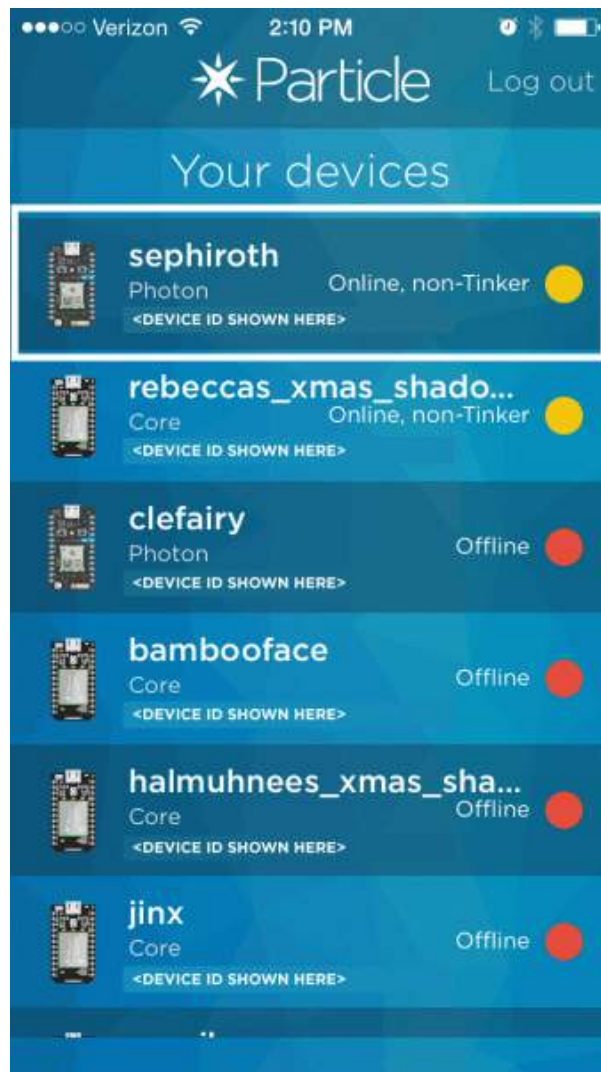 Verizon 2:10 PM
Particle Log out
Your devices
sephiroth
Photon Online, non-Tinker
<DEVICE ID SHOWN HERE>
rebeccas_xmas_shado...
Core Online, non-Tinker
<DEVICE ID SHOWN HERE>
clefairy
Photon Offline
<DEVICE ID SHOWN HERE>
bambooface
Core Offline
<DEVICE ID SHOWN HERE>
halmuhnees_xmas_sha...
Core Offline
<DEVICE ID SHOWN HERE>
jinx
Core Offline
<DEVICE ID SHOWN HERE>